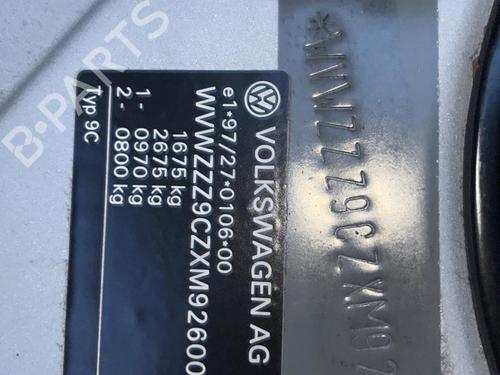 VOLKSWAGEN AG
e1*97/27*0106*00
WVWZZZ9CZXM92600
1675 kg
2675 kg
1- 0970 kg
2- 0800 kg
Typ 9C
*WVWZZZ9CZXM92
B-PARTS